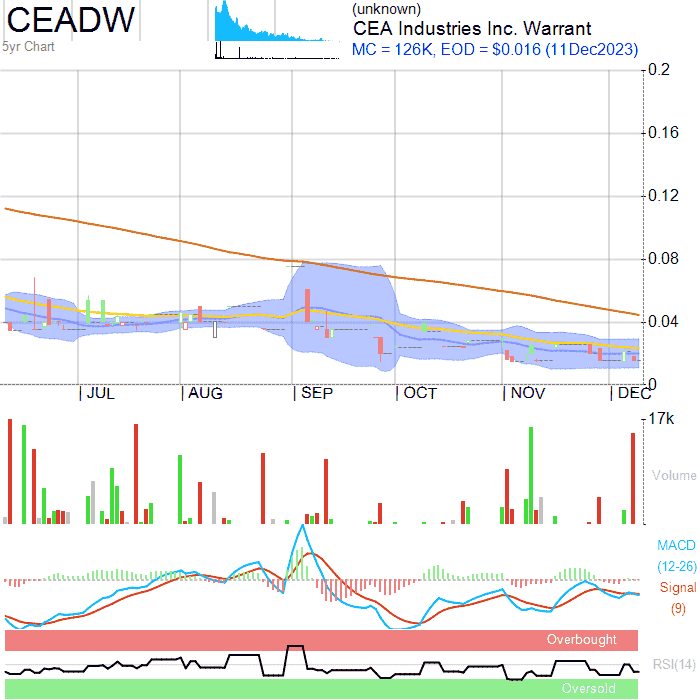 CEADW
5yr Chart
(unknown)
CEA Industries Inc. Warrant
MC = 126K, EOD = $0.016 (11Dec2023)
0.2
0.16
0.12
0.08
0.04
0
JUL AUG SEP OCT NOV DEC
17k
Volume
MACD
(12-26)
Signal
(9)
Overbought
RSI(14)
Oversold